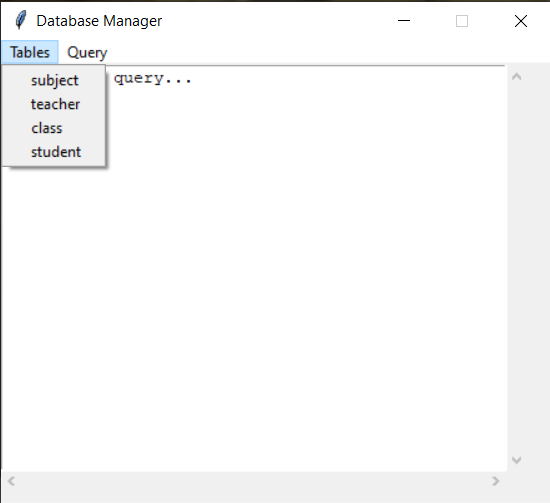 Database Manager
Tables Query
query...
subject
teacher
class
student